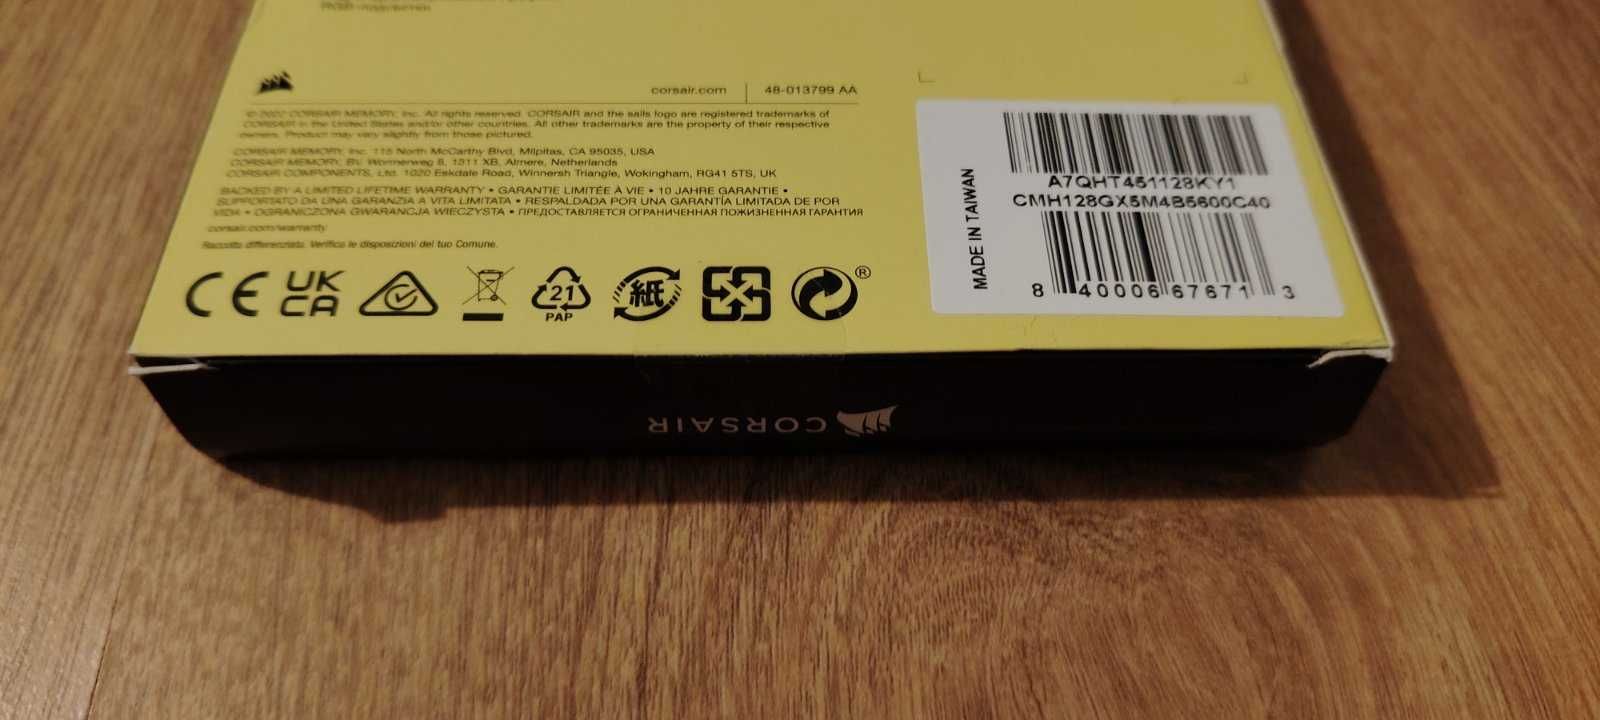 corsair.com
48-013799 AA
© 2022 CORSAIR MEMORY, Inc. All rights reserved. CORSAIR and the sails logo are registered trademarks of
CORSAIR in the United States and/or other countries. All other trademarks are the property of their respective
owners. Product may vary slightly from those pictured.
CORSAIR MEMORY, Inc. 115 North McCarthy Blvd, Milpitas, CA 95035, USA
CORSAIR MEMORY, BV. Wormerweg 8, 1311 XB, Almere, Netherlands
CORSAIR COMPONENTS, Ltd. 1020 Eskdale Road, Winnersh Triangle, Wokingham, RG41 5TS, UK
BACKED BY A LIMITED LIFETIME WARRANTY • GARANTIE LIMITÉE À VIE • 10 JAHRE GARANTIE •
SUPPORTATO DA UNA GARANZIA A VITA LIMITATA • RESPALDADA POR UNA GARANTÍA LIMITADA DE POR
VIDA • OGRANICZONA GWARANCJA WIECZYSTA • ПРЕДОСТАВЛЯЕТСЯ ОГРАНИЧЕННАЯ ПОЖИЗНЕННАЯ ГАРАНТИЯ
corsair.com/warranty
Raccolta differenziata. Verifica le disposizioni del tuo Comune.
CE
UK
CA
21
PAP
紙
®
MADE IN TAIWAN
A7QHT451128KY1
CMH128GX5M4B5600C40
8 40006 67671 3
CORSAIR